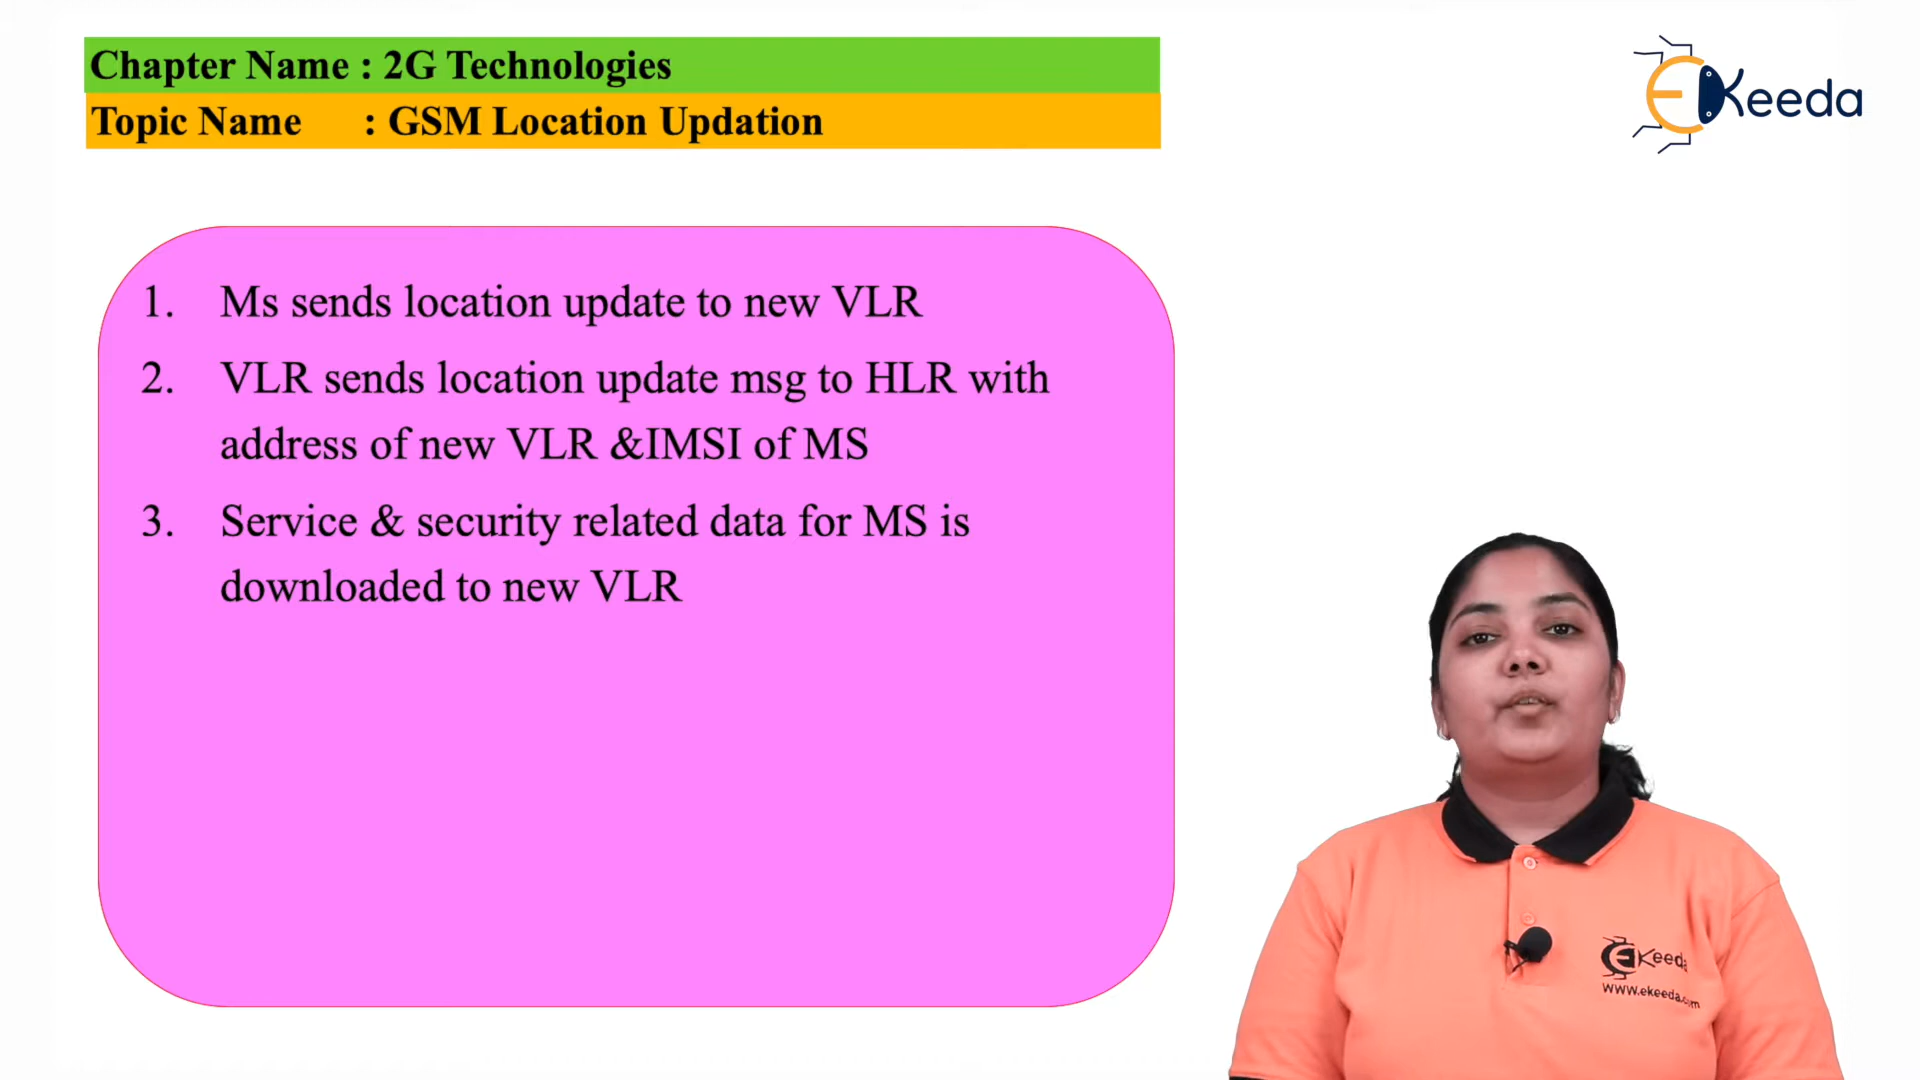 Chapter Name : 2G Technologies
Topic Name : GSM Location Updation
EKeeda
1. Ms sends location update to new VLR
2. VLR sends location update msg to HLR with
address of new VLR &IMSI of MS
3. Service & security related data for MS is
downloaded to new VLR
EKeeda
www.ekeeda.com